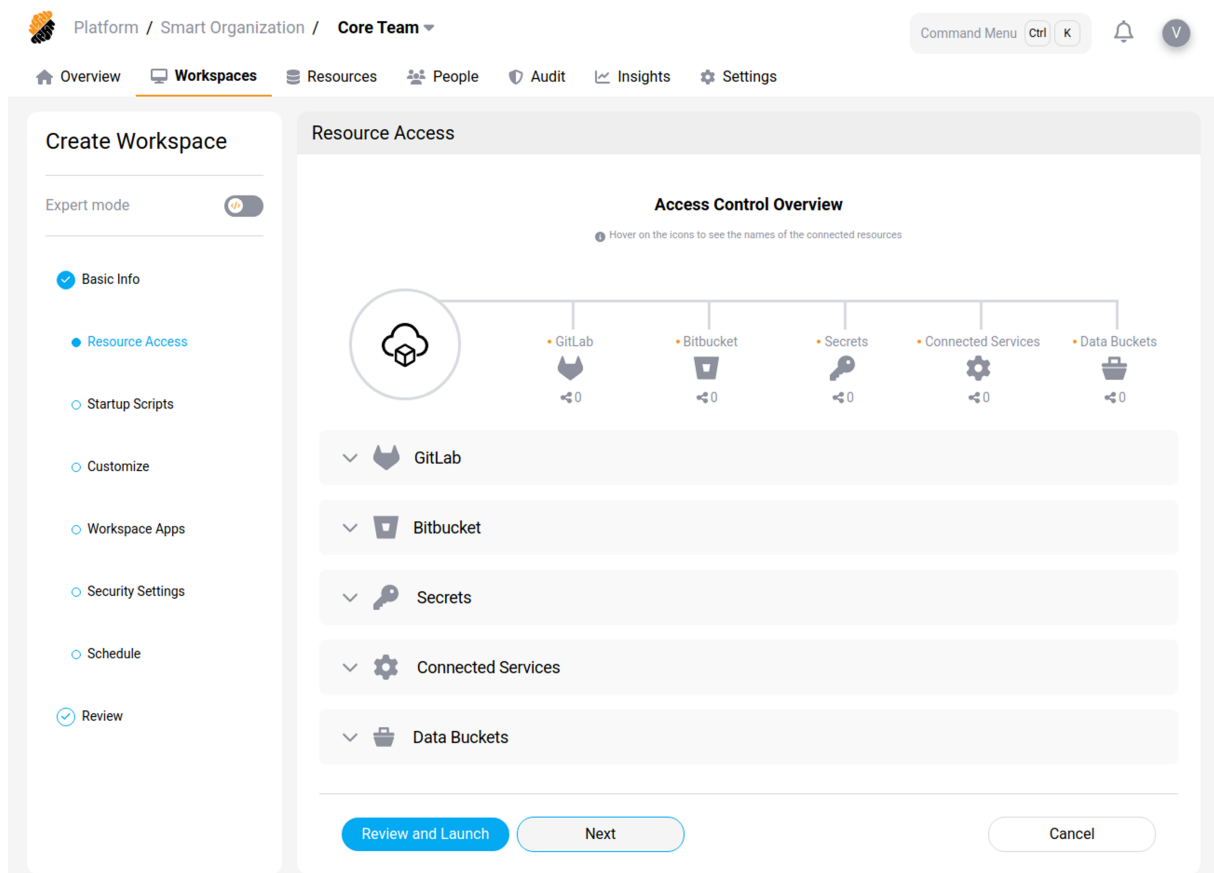 Platform / Smart Organization / Core Team
Command Menu Ctrl K
V
Overview Workspaces Resources People Audit Insights Settings
Create Workspace
Expert mode
Basic Info
Resource Access
Startup Scripts
Customize
Workspace Apps
Security Settings
Schedule
Review
Resource Access
Access Control Overview
Hover on the icons to see the names of the connected resources
GitLab Bitbucket Secrets Connected Services Data Buckets
0 0 0 0 0
GitLab
Bitbucket
Secrets
Connected Services
Data Buckets
Review and Launch Next Cancel